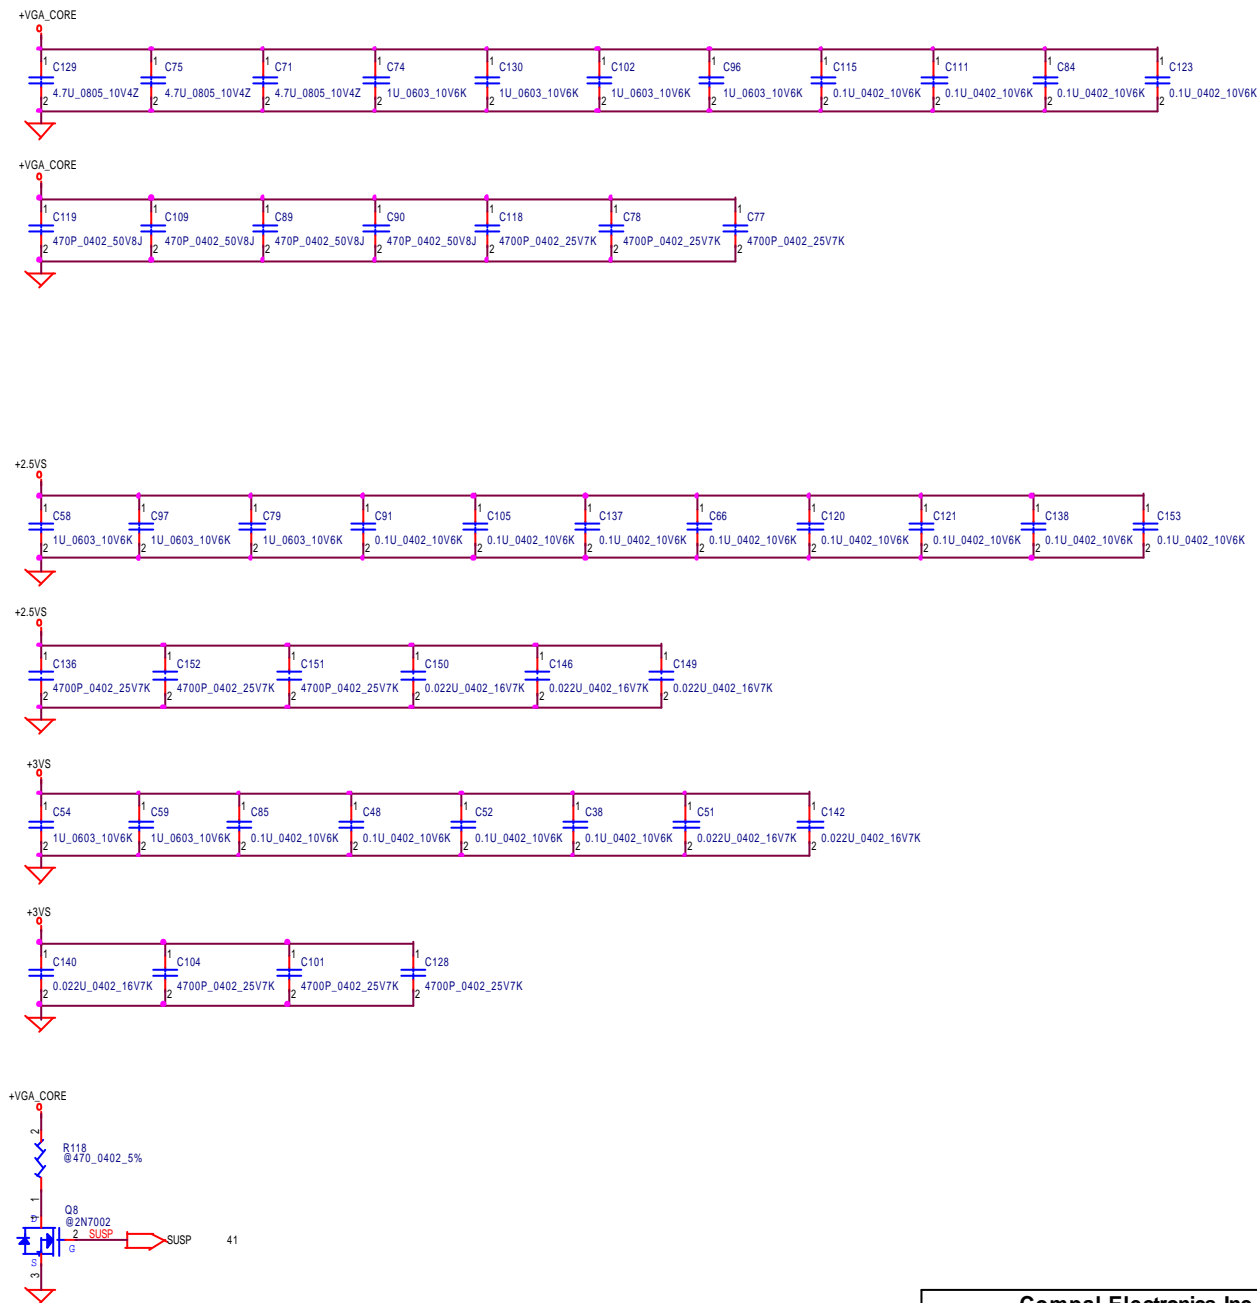 +VGA_CORE
C129 C75 C71 C74 C130 C102 C96 C115 C111 C84 C123
4.7U_0805_10V4Z 4.7U_0805_10V4Z 4.7U_0805_10V4Z 1U_0603_10V6K 1U_0603_10V6K 1U_0603_10V6K 1U_0603_10V6K 0.1U_0402_10V6K 0.1U_0402_10V6K 0.1U_0402_10V6K 0.1U_0402_10V6K
+VGA_CORE
C119 C109 C89 C90 C118 C78 C77
470P_0402_50V8J 470P_0402_50V8J 470P_0402_50V8J 470P_0402_50V8J 4700P_0402_25V7K 4700P_0402_25V7K 4700P_0402_25V7K
+2.5VS
C58 C97 C79 C91 C105 C137 C66 C120 C121 C138 C153
1U_0603_10V6K 1U_0603_10V6K 1U_0603_10V6K 0.1U_0402_10V6K 0.1U_0402_10V6K 0.1U_0402_10V6K 0.1U_0402_10V6K 0.1U_0402_10V6K 0.1U_0402_10V6K 0.1U_0402_10V6K 0.1U_0402_10V6K
+2.5VS
C136 C152 C151 C150 C146 C149
4700P_0402_25V7K 4700P_0402_25V7K 4700P_0402_25V7K 0.022U_0402_16V7K 0.022U_0402_16V7K 0.022U_0402_16V7K
+3VS
C54 C59 C85 C48 C52 C38 C51 C142
1U_0603_10V6K 1U_0603_10V6K 0.1U_0402_10V6K 0.1U_0402_10V6K 0.1U_0402_10V6K 0.1U_0402_10V6K 0.022U_0402_16V7K 0.022U_0402_16V7K
+3VS
C140 C104 C101 C128
0.022U_0402_16V7K 4700P_0402_25V7K 4700P_0402_25V7K 4700P_0402_25V7K
+VGA_CORE
2
R118
@470_0402_5%
1
Q8
@2N7002
D
2 SUSP SUSP 41
G
S
3
Compal Electronics, Inc